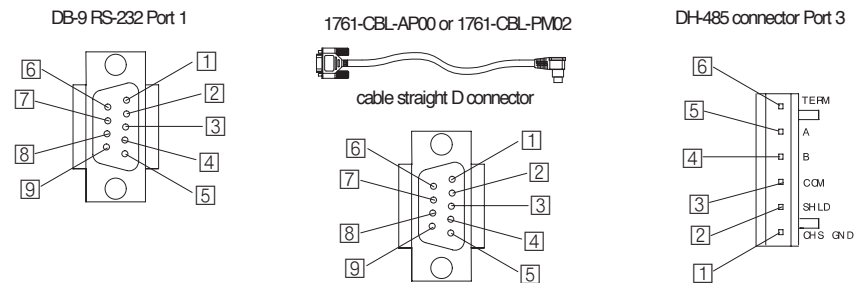 DB-9 RS-232 Port 1
6
7
8
9
1
2
3
4
5
1761-CBL-AP00 or 1761-CBL-PM02
cable straight D connector
6
7
8
9
1
2
3
4
5
DH-485 connector Port 3
6
5
4
3
2
1
TERM
A
B
COM
SHLD
CHS GND